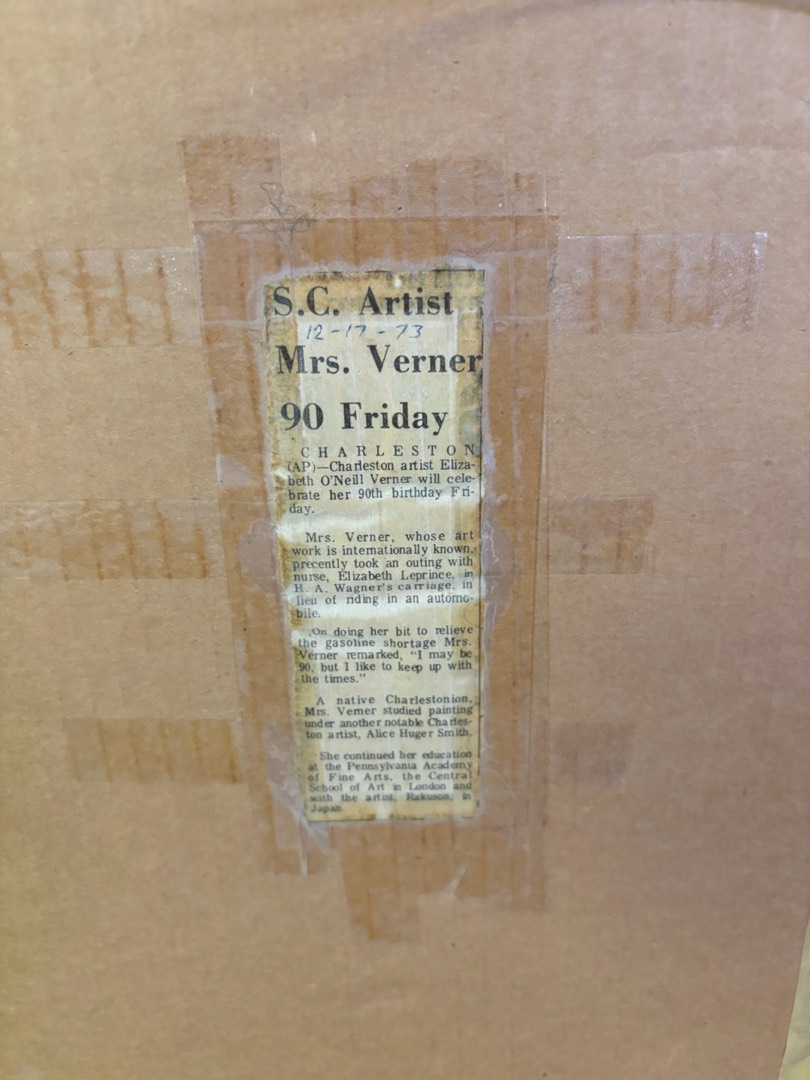 S.C. Artist
12-17-73
Mrs. Verner
90 Friday
CHARLESTON
(AP)—Charleston artist Eliza-
beth O'Neill Verner will cele-
brate her 90th birthday Fri-
day.
Mrs. Verner, whose art
work is internationally known,
precently took an outing with
nurse, Elizabeth Leprince, in
H. A. Wagner's carriage, in
lieu of riding in an automo-
bile.
On doing her bit to relieve
the gasoline shortage Mrs.
Verner remarked, "I may be
90, but I like to keep up with
the times."
A native Charlestonion,
Mrs. Verner studied painting
under another notable Charles-
ton artist, Alice Huger Smith.
She continued her education
at the Pennsylvania Academy
of Fine Arts, the Central
School of Art in London and
with the artist, Rakuson, in
Japan.